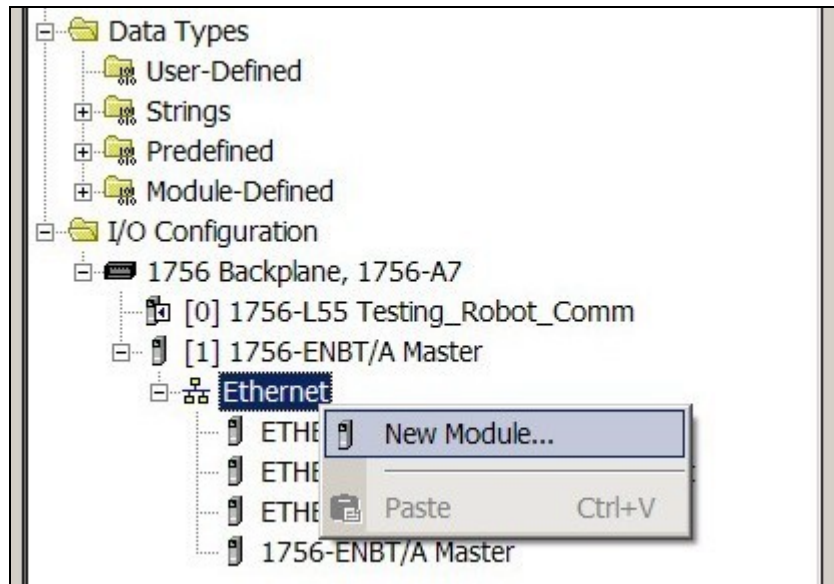 Data Types
User-Defined
Strings
Predefined
Module-Defined
I/O Configuration
1756 Backplane, 1756-A7
[0] 1756-L55 Testing_Robot_Comm
[1] 1756-ENBT/A Master
Ethernet
New Module...
Paste Ctrl+V
1756-ENBT/A Master